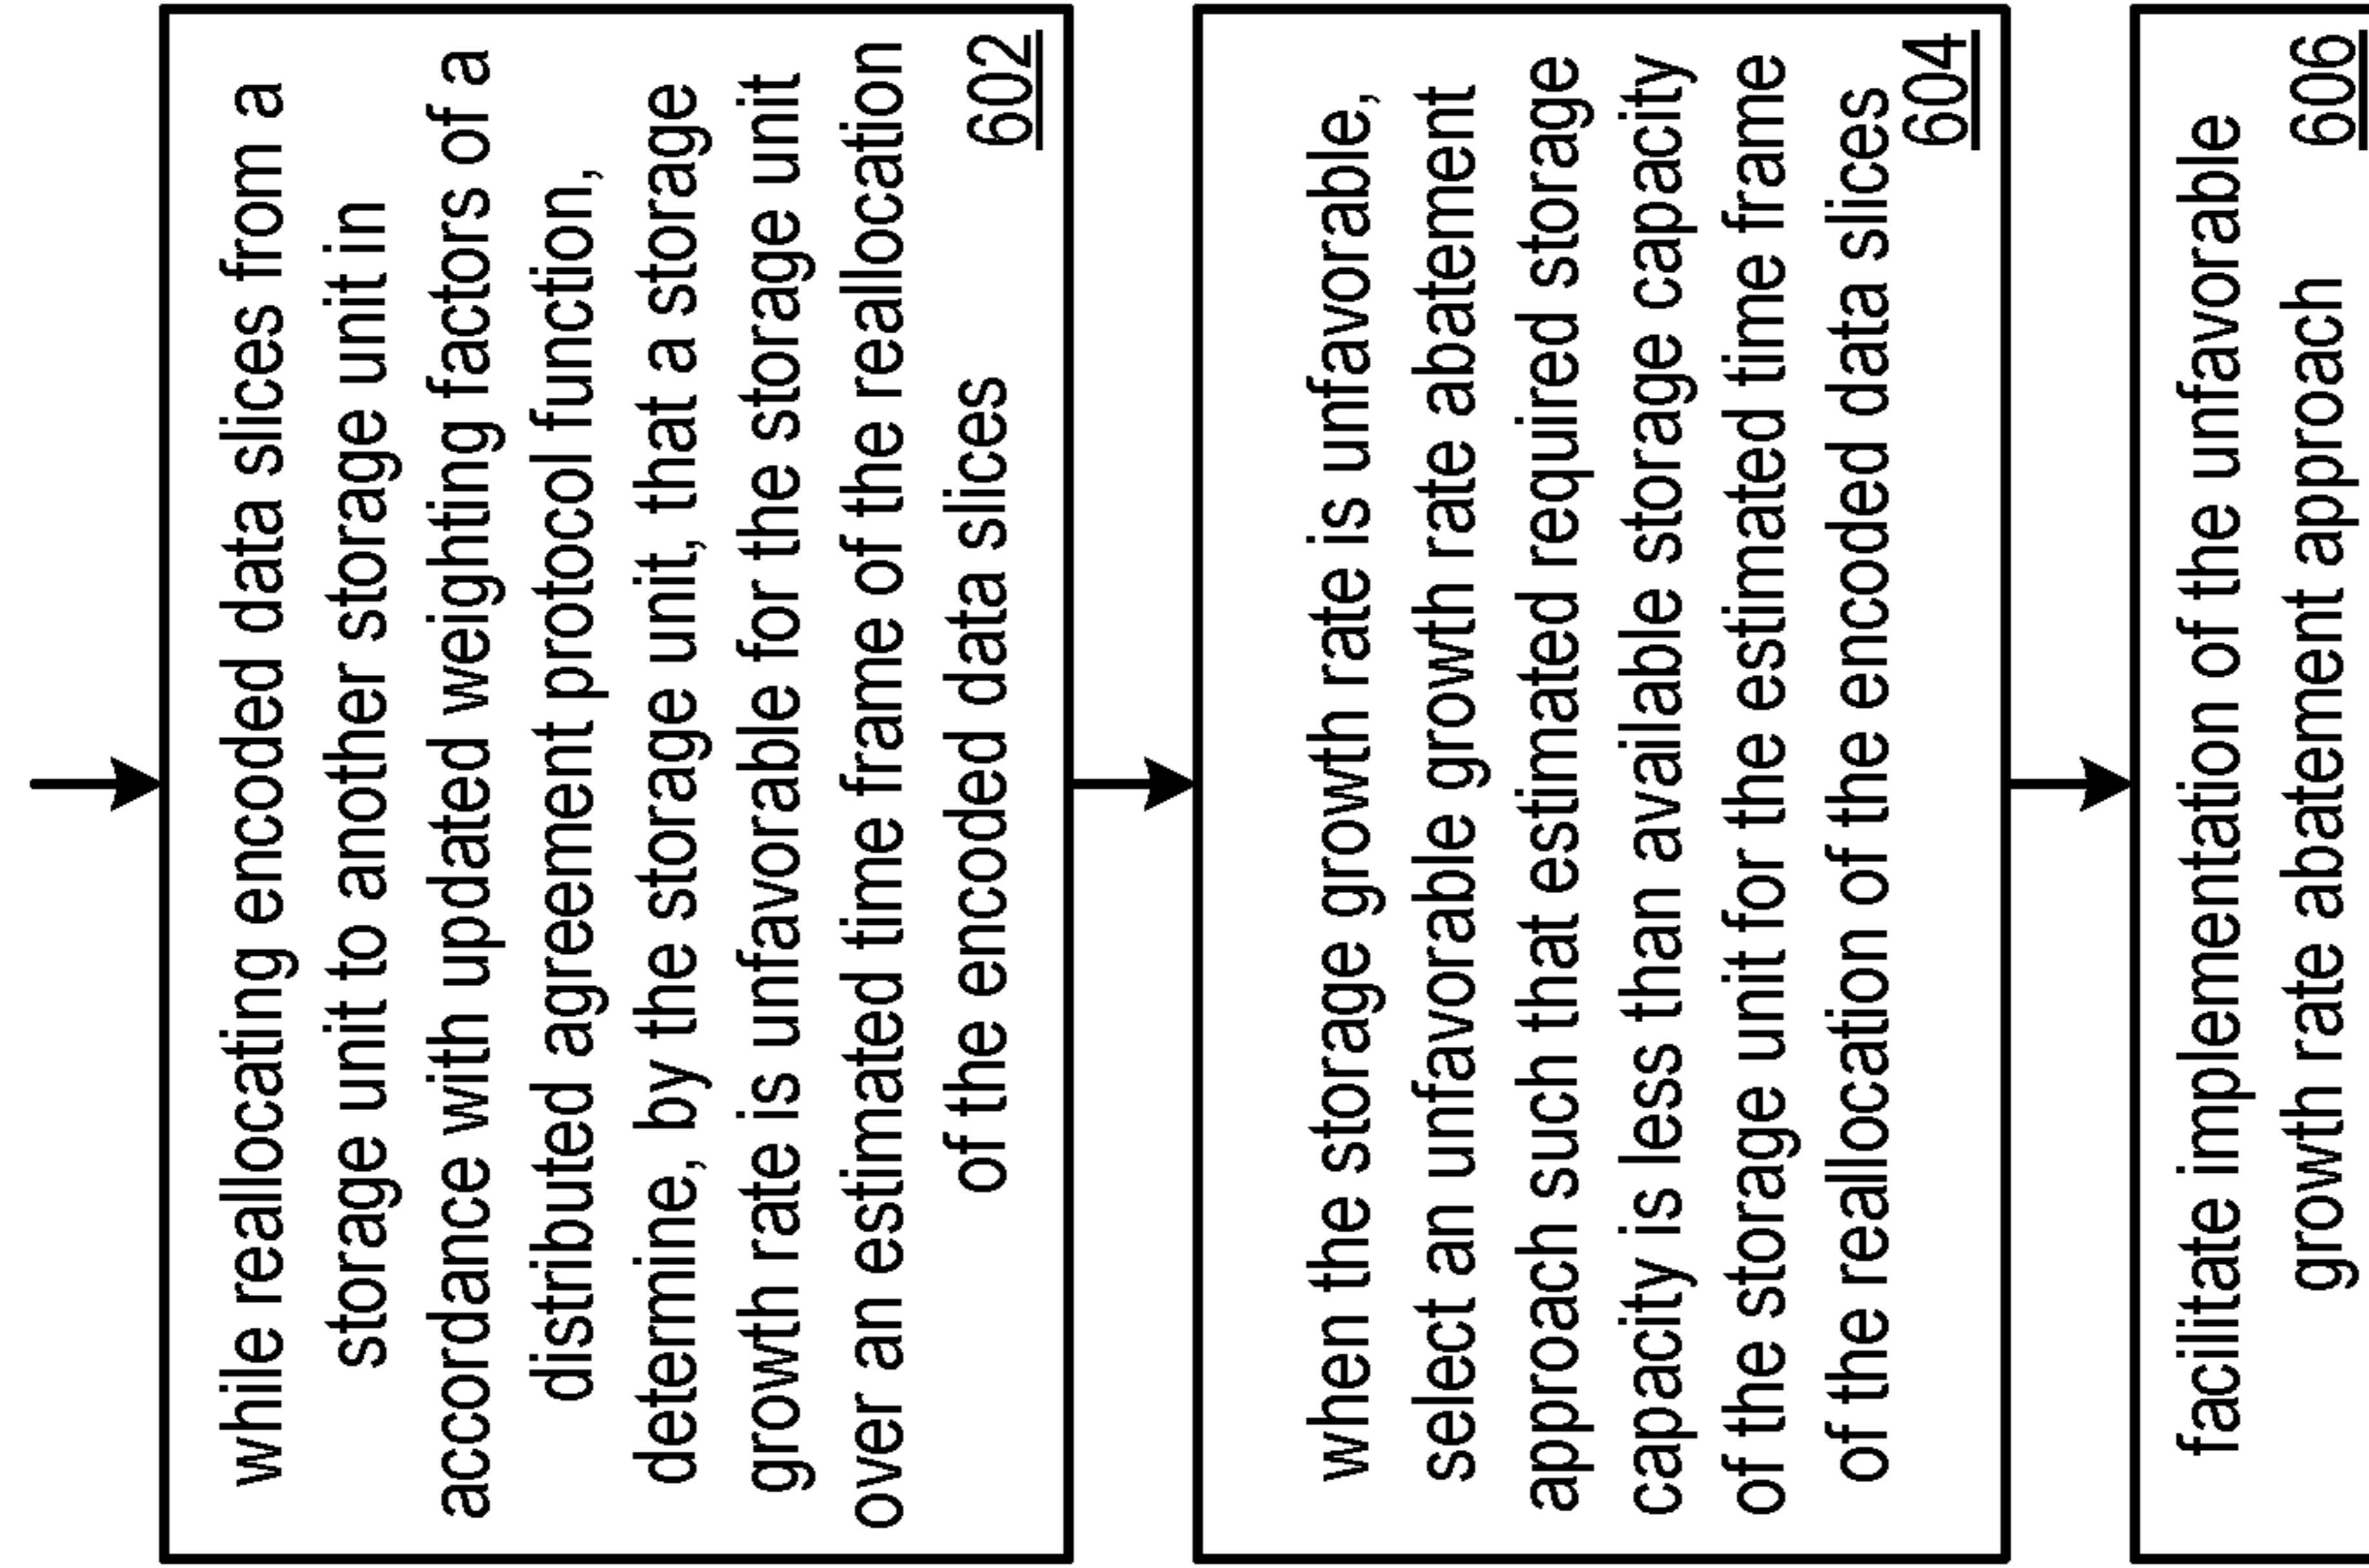 while reallocating encoded data slices from a
storage unit to another storage unit in
accordance with updated weighting factors of a
distributed agreement protocol function,
determine, by the storage unit, that a storage
growth rate is unfavorable for the storage unit
over an estimated time frame of the reallocation
of the encoded data slices
602
when the storage growth rate is unfavorable,
select an unfavorable growth rate abatement
approach such that estimated required storage
capacity is less than available storage capacity
of the storage unit for the estimated time frame
of the reallocation of the encoded data slices
604
facilitate implementation of the unfavorable
growth rate abatement approach
606